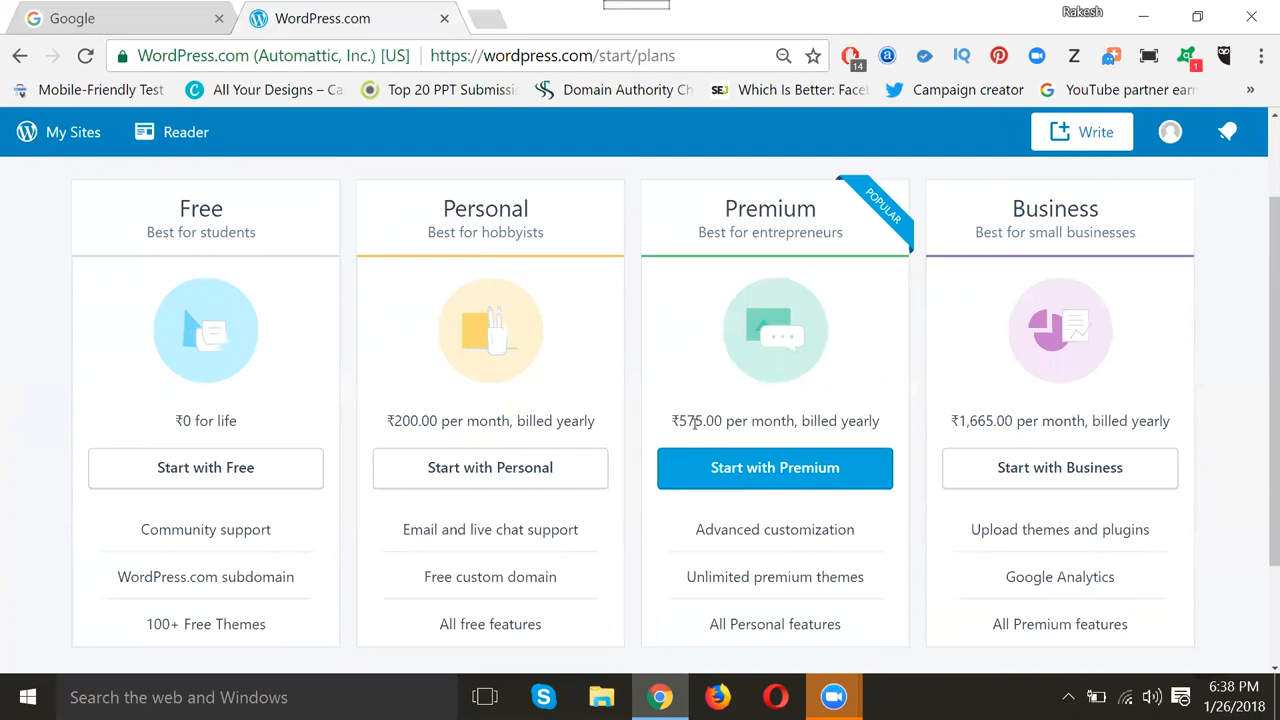 Google
WordPress.com
Rakesh
WordPress.com (Automattic, Inc.) [US]
https://wordpress.com/start/plans
14
1
Mobile-Friendly Test
All Your Designs – Ca
Top 20 PPT Submissi
Domain Authority Ch
SEJ
Which Is Better: Facel
Campaign creator
YouTube partner earn
»
My Sites
Reader
Write
Free
Best for students
₹0 for life
Start with Free
Community support
WordPress.com subdomain
100+ Free Themes
Personal
Best for hobbyists
₹200.00 per month, billed yearly
Start with Personal
Email and live chat support
Free custom domain
All free features
POPULAR
Premium
Best for entrepreneurs
₹575.00 per month, billed yearly
Start with Premium
Advanced customization
Unlimited premium themes
All Personal features
Business
Best for small businesses
₹1,665.00 per month, billed yearly
Start with Business
Upload themes and plugins
Google Analytics
All Premium features
Search the web and Windows
6:38 PM
1/26/2018